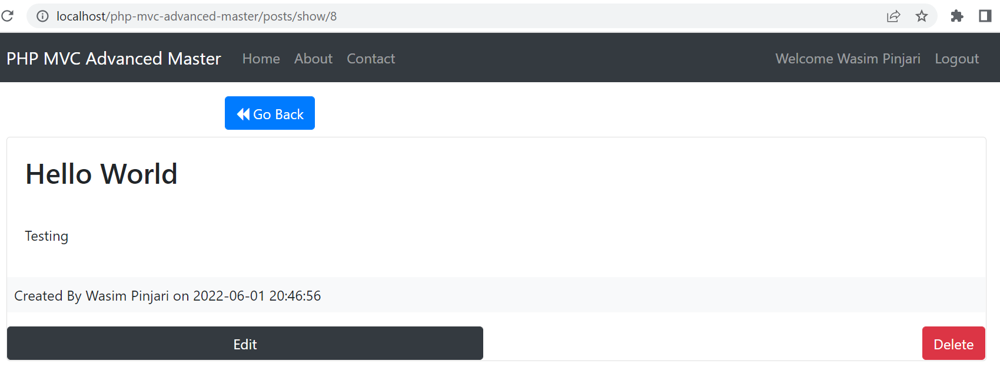 localhost/php-mvc-advanced-master/posts/show/8
PHP MVC Advanced Master Home About Contact Welcome Wasim Pinjari Logout
Go Back
Hello World
Testing
Created By Wasim Pinjari on 2022-06-01 20:46:56
Edit Delete